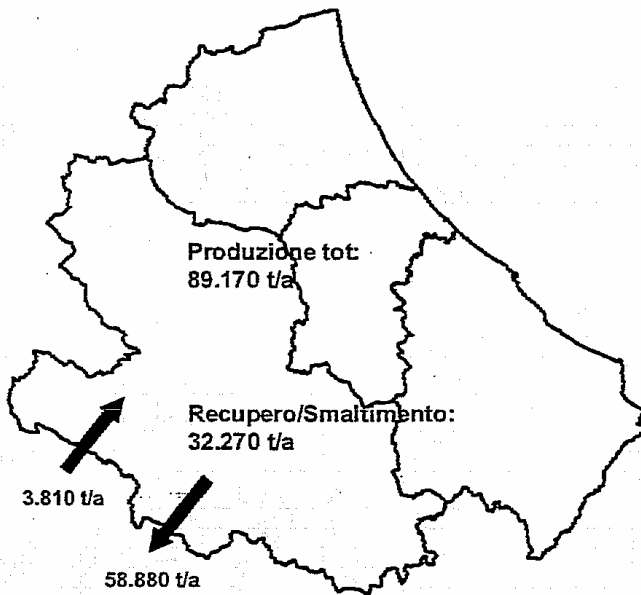 Produzione tot:
89.170 t/a
Recupero/Smaltimento:
32.270 t/a
3.810 t/a
58.880 t/a